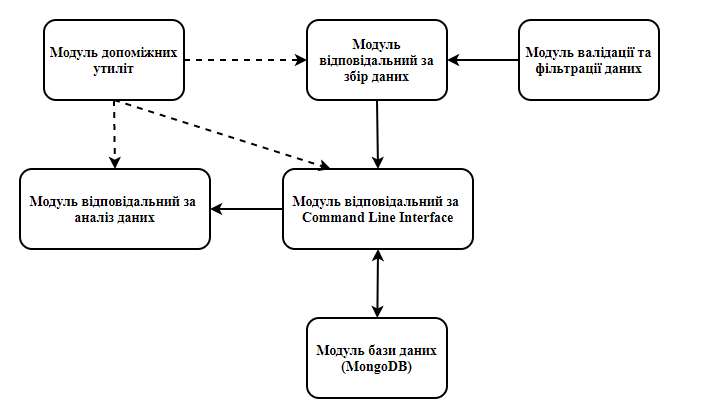 Модуль допоміжних
утиліт
Модуль
відповідальний за
збір даних
Модуль валідації та
фільтрації даних
Модуль відповідальний за
аналіз даних
Модуль відповідальний за
Command Line Interface
Модуль бази даних
(MongoDB)